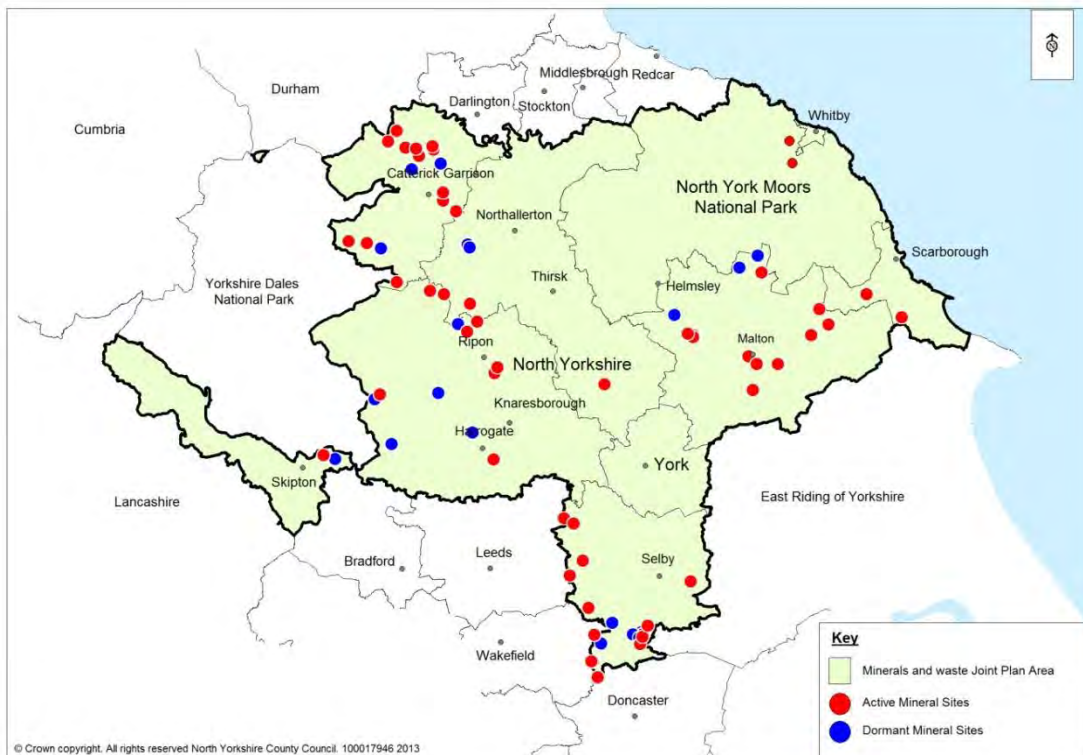 N
Middlesbrough
Redcar
Durham
Darlington
Stockton
Cumbria
Whitby
Catterick Garrison
North York Moors
National Park
Northallerton
Scarborough
Yorkshire Dales
National Park
Thirsk
Helmsley
Ripon
North Yorkshire
Malton
Knaresborough
Harrogate
York
Skipton
Lancashire
East Riding of Yorkshire
Bradford
Leeds
Selby
Wakefield
Doncaster
Key
Minerals and waste Joint Plan Area
Active Mineral Sites
Dormant Mineral Sites
© Crown copyright. All rights reserved North Yorkshire County Council. 100017946 2013